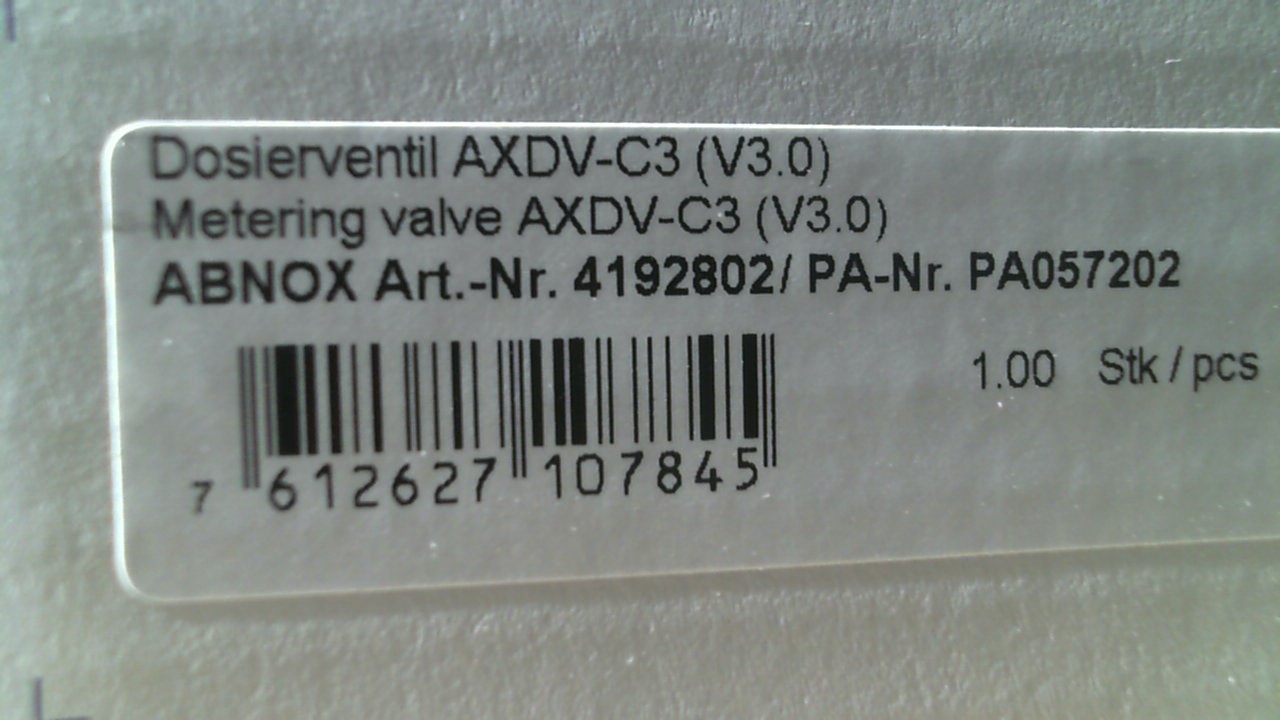 Dosierventil AXDV-C3 (V3.0)
Metering valve AXDV-C3 (V3.0)
ABNOX Art.-Nr. 4192802/ PA-Nr. PA057202
1.00 Stk / pcs
7 612627 107845